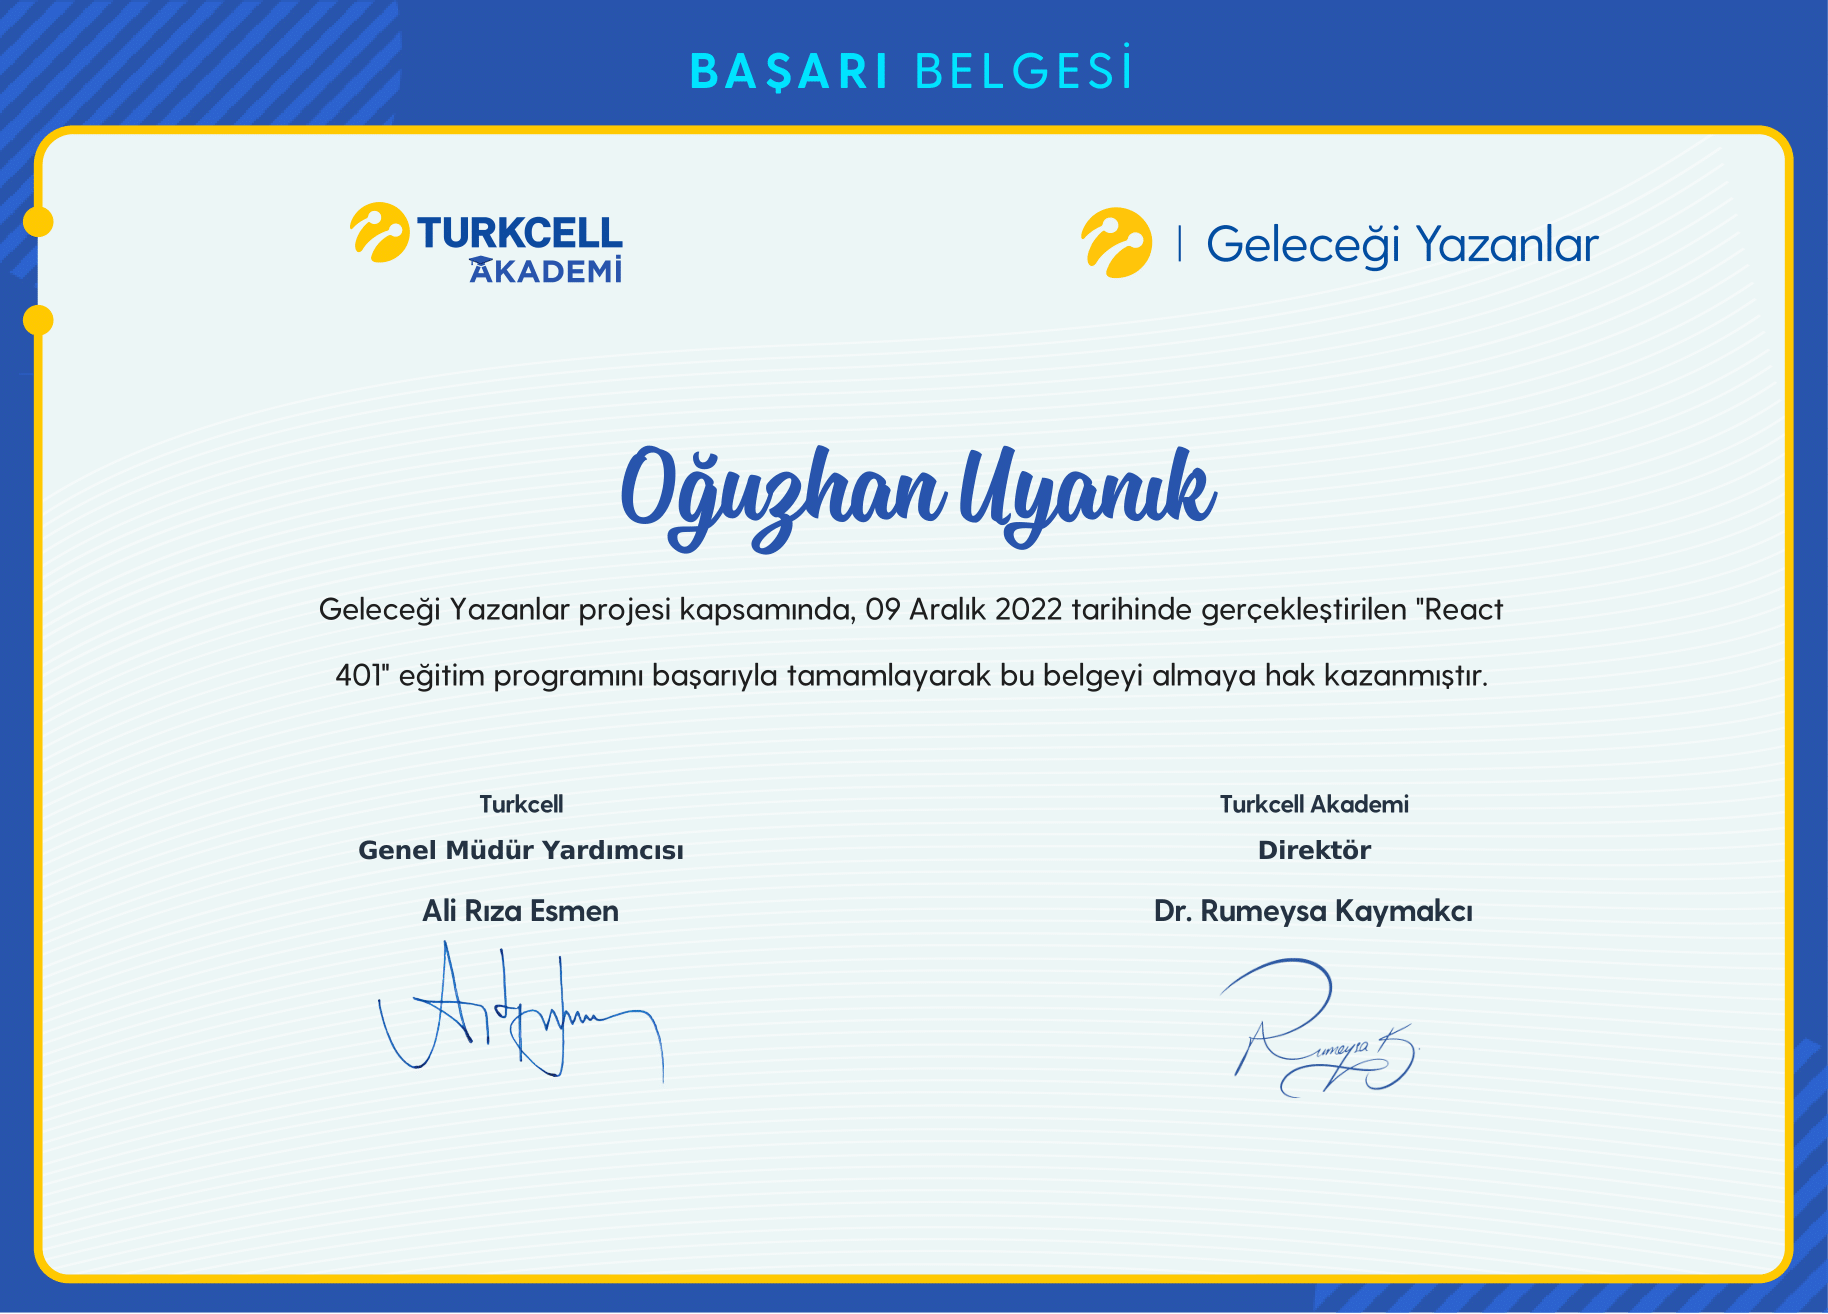 BAŞARI BELGESİ
TURKCELL
AKADEMİ
Geleceği Yazanlar
Oğuzhan Uyanık
Geleceği Yazanlar projesi kapsamında, 09 Aralık 2022 tarihinde gerçekleştirilen "React
401" eğitim programını başarıyla tamamlayarak bu belgeyi almaya hak kazanmıştır.
Turkcell
Genel Müdür Yardımcısı
Ali Rıza Esmen
Turkcell Akademi
Direktör
Dr. Rumeysa Kaymakcı
Rumeysa K.